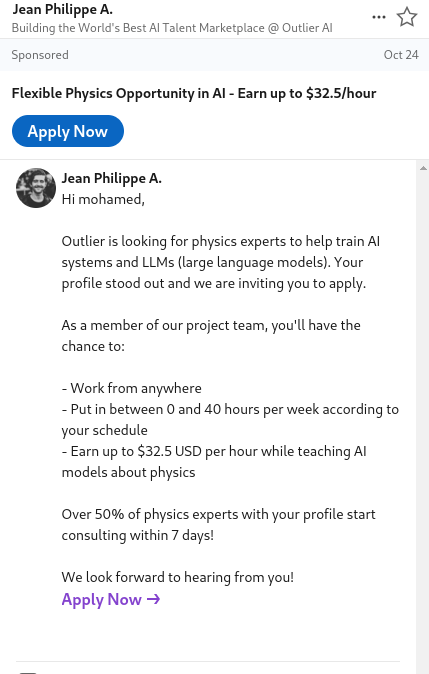 Jean Philippe A.
Building the World's Best AI Talent Marketplace @ Outlier AI
Sponsored
Oct 24
Flexible Physics Opportunity in AI - Earn up to $32.5/hour
Apply Now
Jean Philippe A.
Hi mohamed,
Outlier is looking for physics experts to help train AI
systems and LLMs (large language models). Your
profile stood out and we are inviting you to apply.
As a member of our project team, you'll have the
chance to:
- Work from anywhere
- Put in between 0 and 40 hours per week according to
your schedule
- Earn up to $32.5 USD per hour while teaching AI
models about physics
Over 50% of physics experts with your profile start
consulting within 7 days!
We look forward to hearing from you!
Apply Now →